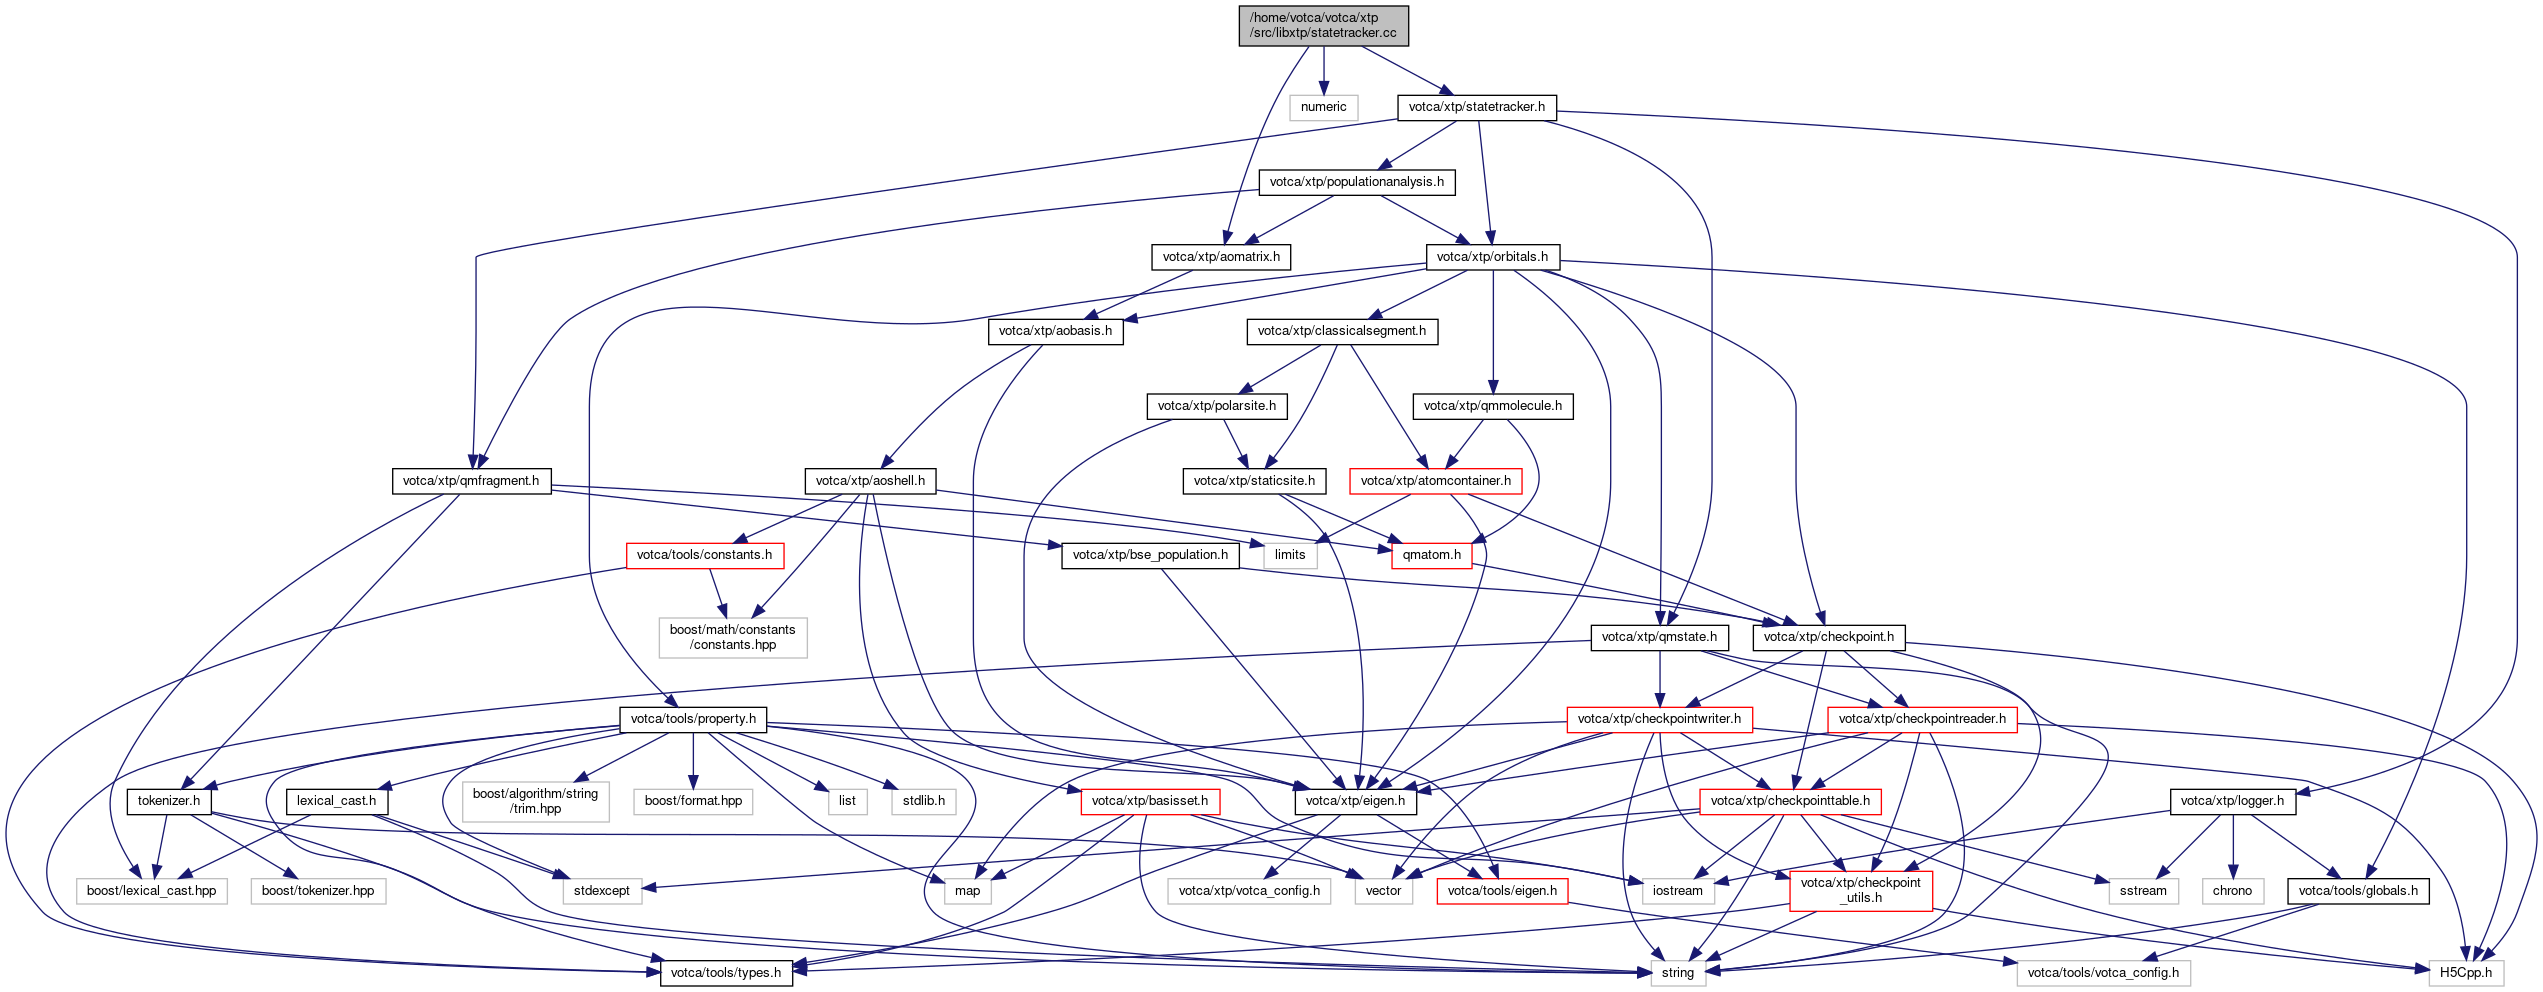 /home/votca/votca/xtp
/src/libxtp/statetracker.cc
numeric
votca/xtp/statetracker.h
votca/xtp/populationanalysis.h
votca/xtp/aomatrix.h
votca/xtp/orbitals.h
votca/xtp/aobasis.h
votca/xtp/classicalsegment.h
votca/xtp/polarsite.h
votca/xtp/qmmolecule.h
votca/xtp/qmfragment.h
votca/xtp/aoshell.h
votca/xtp/staticsite.h
votca/xtp/atomcontainer.h
votca/tools/constants.h
votca/xtp/bse_population.h
limits
qmatom.h
boost/math/constants
/constants.hpp
votca/xtp/qmstate.h
votca/xtp/checkpoint.h
votca/tools/property.h
votca/xtp/checkpointwriter.h
votca/xtp/checkpointreader.h
tokenizer.h
lexical_cast.h
boost/algorithm/string
/trim.hpp
boost/format.hpp
list
stdlib.h
votca/xtp/basisset.h
votca/xtp/eigen.h
votca/xtp/checkpointtable.h
votca/xtp/logger.h
boost/lexical_cast.hpp
boost/tokenizer.hpp
stdexcept
map
votca/xtp/votca_config.h
vector
votca/tools/eigen.h
iostream
votca/xtp/checkpoint
_utils.h
sstream
chrono
votca/tools/globals.h
votca/tools/types.h
string
votca/tools/votca_config.h
H5Cpp.h